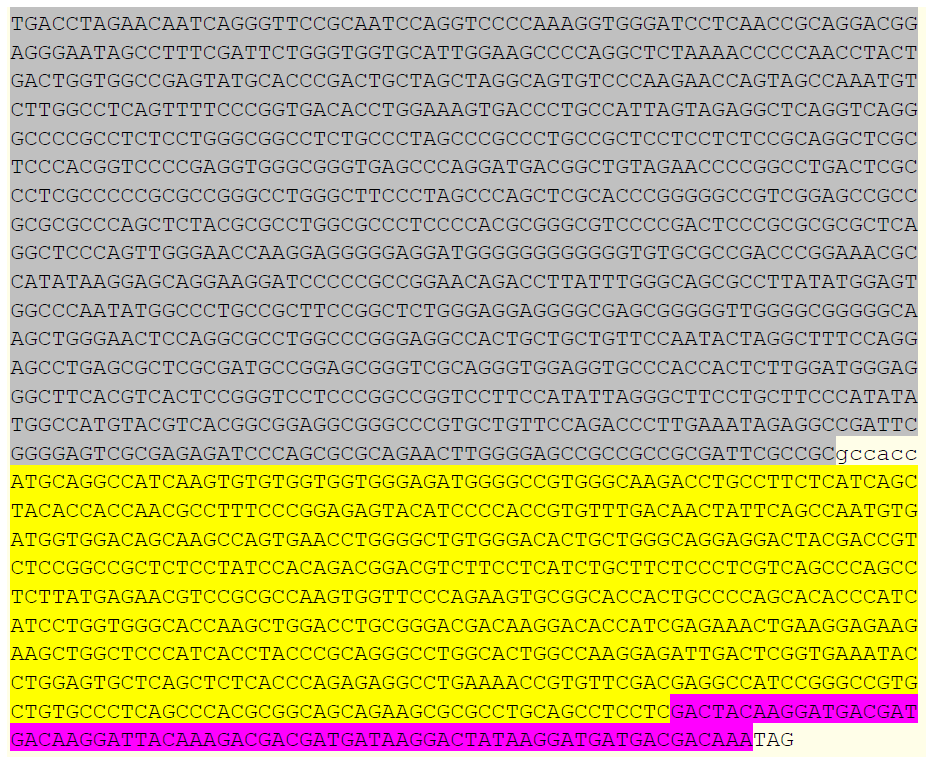 TGACCTAGAACAATCAGGGTTCCGCAATCCAGGTCCCCAAAGGTGGGATCCTCAACCGCAGGACGG
AGGGAATAGCCTTTCGATTCTGGGTGGTGCATTGGAAGCCCCAGGCTCTAAAACCCCCAACCTACT
GACTGGTGGCCGAGTATGCACCCGACTGCTAGCTAGGCAGTGTCCCAAGAACCAGTAGCCAAATGT
CTTGGCCTCAGTTTTCCCGGTGACACCTGGAAAGTGACCCTGCCATTAGTAGAGGCTCAGGTCAGG
GCCCCGCCTCTCCTGGGCGGCCTCTGCCCTAGCCCGCCCTGCCGCTCCTCCTCTCCGCAGGCTCGC
TCCCACGGTCCCCGAGGTGGGCGGGTGAGCCCAGGATGACGGCTGTAGAACCCCGGCCTGACTCGC
CCTCGCCCCCGCGCCGGGCCTGGGCTTCCCTAGCCCAGCTCGCACCCGGGGGCCGTCGGAGCCGCC
GCGCGCCCAGCTCTACGCGCCTGGCGCCCTCCCCACGCGGGCGTCCCCGACTCCCGCGCGCGCTCA
GGCTCCCAGTTGGGAACCAAGGAGGGGGAGGATGGGGGGGGGGGGTGTGCGCCGACCCGGAAACGC
CATATAAGGAGCAGGAAGGATCCCCCGCCGGAACAGACCTTATTTGGGCAGCGCCTTATATGGAGT
GGCCCAATATGGCCCTGCCGCTTCCGGCTCTGGGAGGAGGGGCGAGCGGGGGTTGGGGCGGGGGCA
AGCTGGGAACTCCAGGCGCCTGGCCCGGGAGGCCACTGCTGCTGTTCCAATACTAGGCTTTCCAGG
AGCCTGAGCGCTCGCGATGCCGGAGCGGGTCGCAGGGTGGAGGTGCCCACCACTCTTGGATGGGAG
GGCTTCACGTCACTCCGGGTCCTCCCGGCCGGTCCTTCCATATTAGGGCTTCCTGCTTCCCATATA
TGGCCATGTACGTCACGGCGGAGGCGGGCCCGTGCTGTTCCAGACCCTTGAAATAGAGGCCGATTC
GGGGAGTCGCGAGAGATCCCAGCGCGCAGAACTTGGGGAGCCGCCGCCGCGATTCGCCGCgccacc
ATGCAGGCCATCAAGTGTGTGGTGGTGGGAGATGGGGCCGTGGGCAAGACCTGCCTTCTCATCAGC
TACACCACCAACGCCTTTCCCGGAGAGTACATCCCCACCGTGTTTGACAACTATTCAGCCAATGTG
ATGGTGGACAGCAAGCCAGTGAACCTGGGGCTGTGGGACACTGCTGGGCAGGAGGACTACGACCGT
CTCCGGCCGCTCTCCTATCCACAGACGGACGTCTTCCTCATCTGCTTCTCCCTCGTCAGCCCAGCC
TCTTATGAGAACGTCCGCGCCAAGTGGTTCCCAGAAGTGCGGCACCACTGCCCCAGCACACCCATC
ATCCTGGTGGGCACCAAGCTGGACCTGCGGGACGACAAGGACACCATCGAGAAACTGAAGGAGAAG
AAGCTGGCTCCCATCACCTACCCGCAGGGCCTGGCACTGGCCAAGGAGATTGACTCGGTGAAATAC
CTGGAGTGCTCAGCTCTCACCCAGAGAGGCCTGAAAACCGTGTTCGACGAGGCCATCCGGGCCGTG
CTGTGCCCTCAGCCCACGCGGCAGCAGAAGCGCGCCTGCAGCCTCCTCGACTACAAGGATGACGAT
GACAAGGATTACAAAGACGACGATGATAAGGACTATAAGGATGATGACGACAAATAG